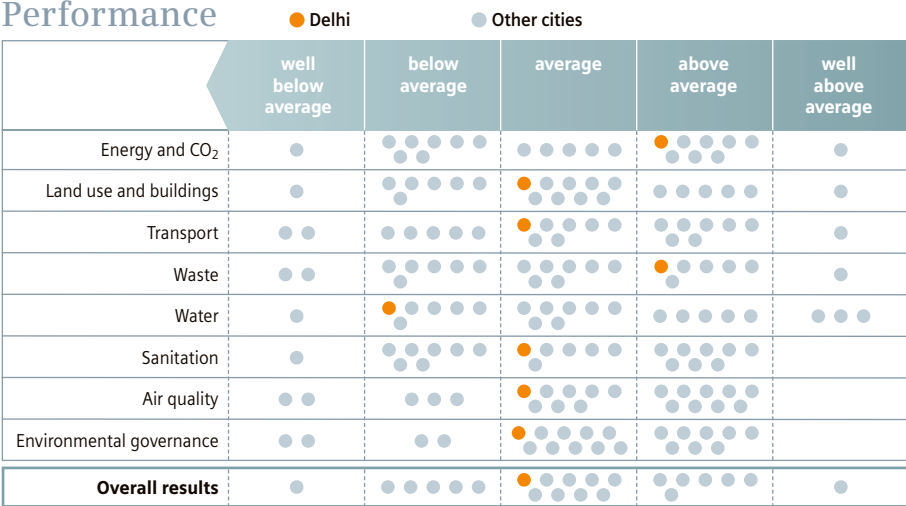 Performance
Delhi
Other cities
well
below
average
below
average
average
above
average
well
above
average
Energy and CO₂
Land use and buildings
Transport
Waste
Water
Sanitation
Air quality
Environmental governance
Overall results